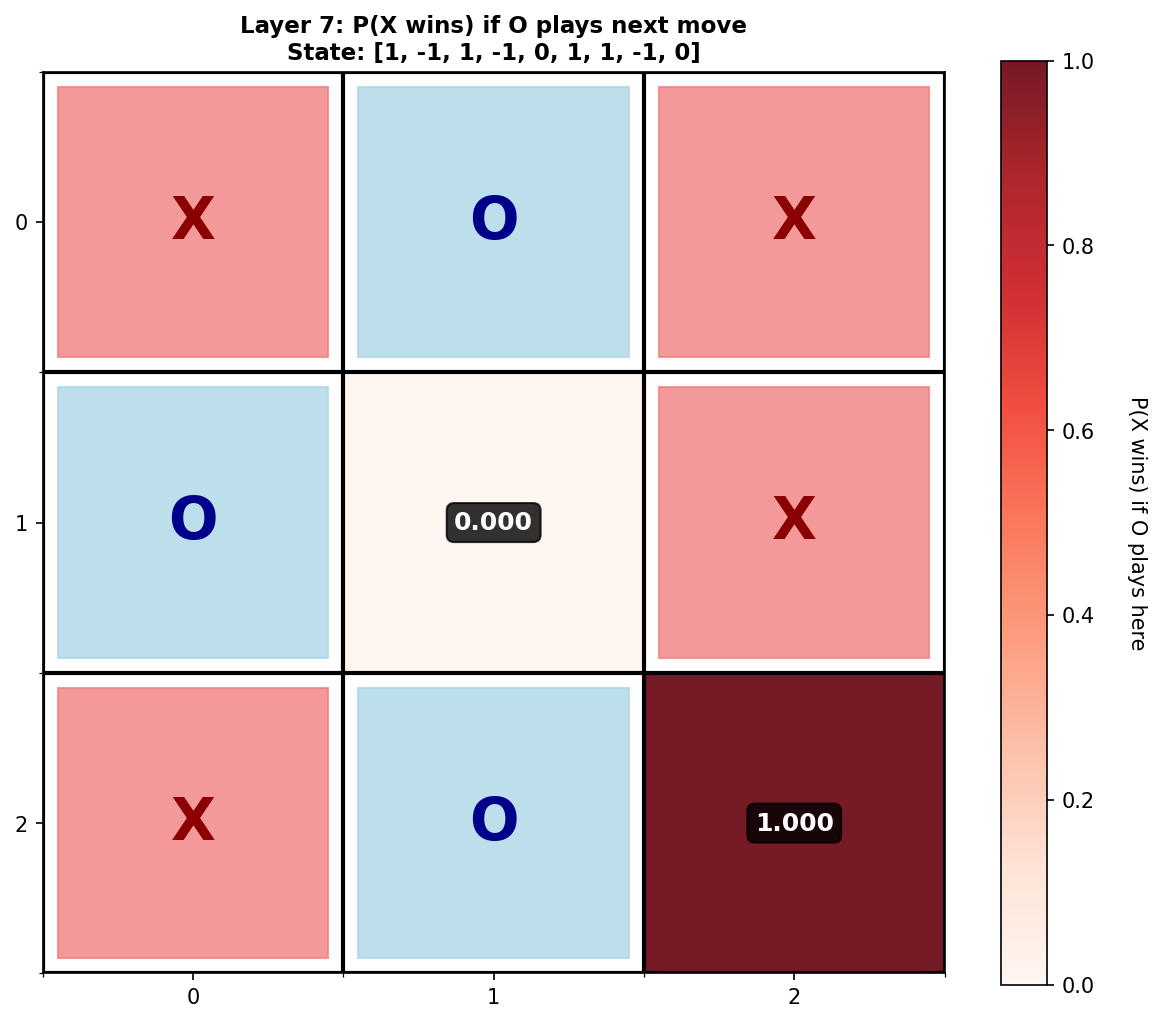 Layer 7: P(X wins) if O plays next move
State: [1, -1, 1, -1, 0, 1, 1, -1, 0]
X
O
X
0
O
0.000
X
1
X
O
1.000
2
0
1
2
1.0
0.8
0.6
0.4
0.2
0.0
P(X wins) if O plays here